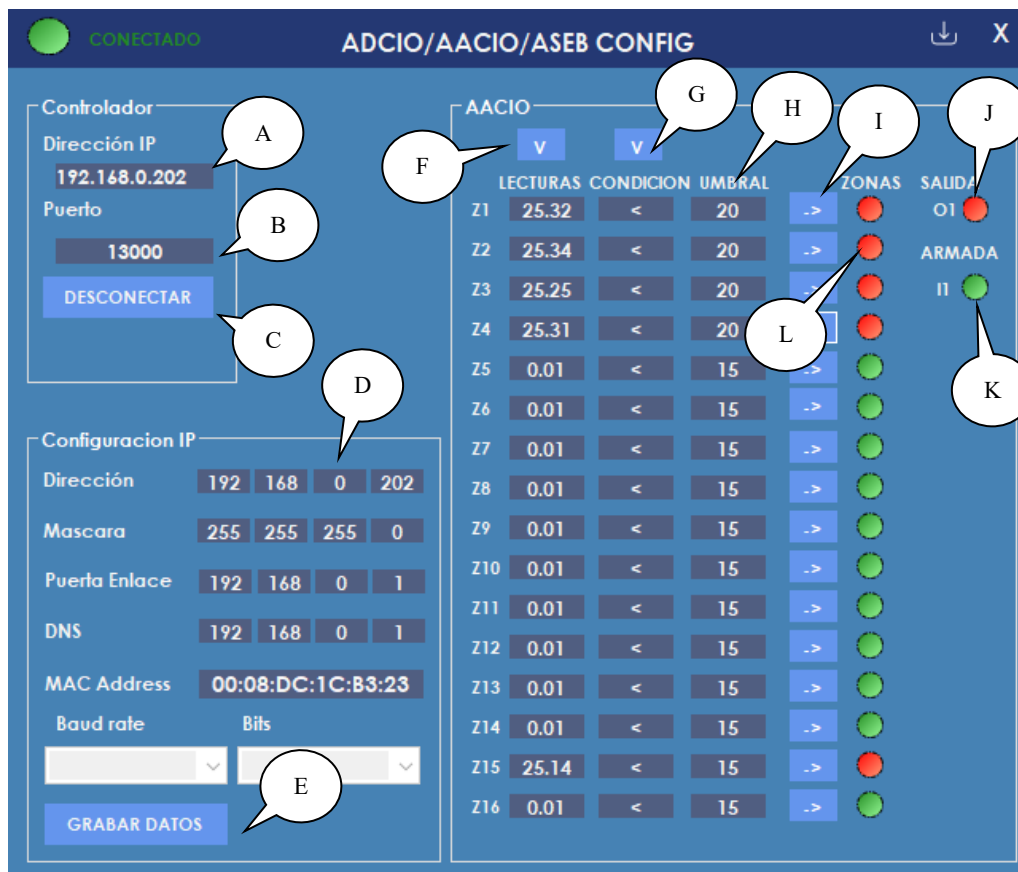 CONECTADO
ADCIO/AACIO/ASEB CONFIG
X
Controlador
Dirección IP
192.168.0.202
Puerto
13000
DESCONECTAR
A
B
C
D
Configuracion IP
Dirección 192 168 0 202
Mascara 255 255 255 0
Puerta Enlace 192 168 0 1
DNS 192 168 0 1
MAC Address 00:08:DC:1C:B3:23
Baud rate Bits
E
GRABAR DATOS
AACIO
F
G
H
I
J
V V
LECTURAS CONDICION UMBRAL ZONAS SALIDA
Z1 25.32 < 20 -> O1
Z2 25.34 < 20 -> ARMADA
Z3 25.25 < 20 -> I1
Z4 25.31 < 20
L
K
Z5 0.01 < 15 ->
Z6 0.01 < 15 ->
Z7 0.01 < 15 ->
Z8 0.01 < 15 ->
Z9 0.01 < 15 ->
Z10 0.01 < 15 ->
Z11 0.01 < 15 ->
Z12 0.01 < 15 ->
Z13 0.01 < 15 ->
Z14 0.01 < 15 ->
Z15 25.14 < 15 ->
Z16 0.01 < 15 ->